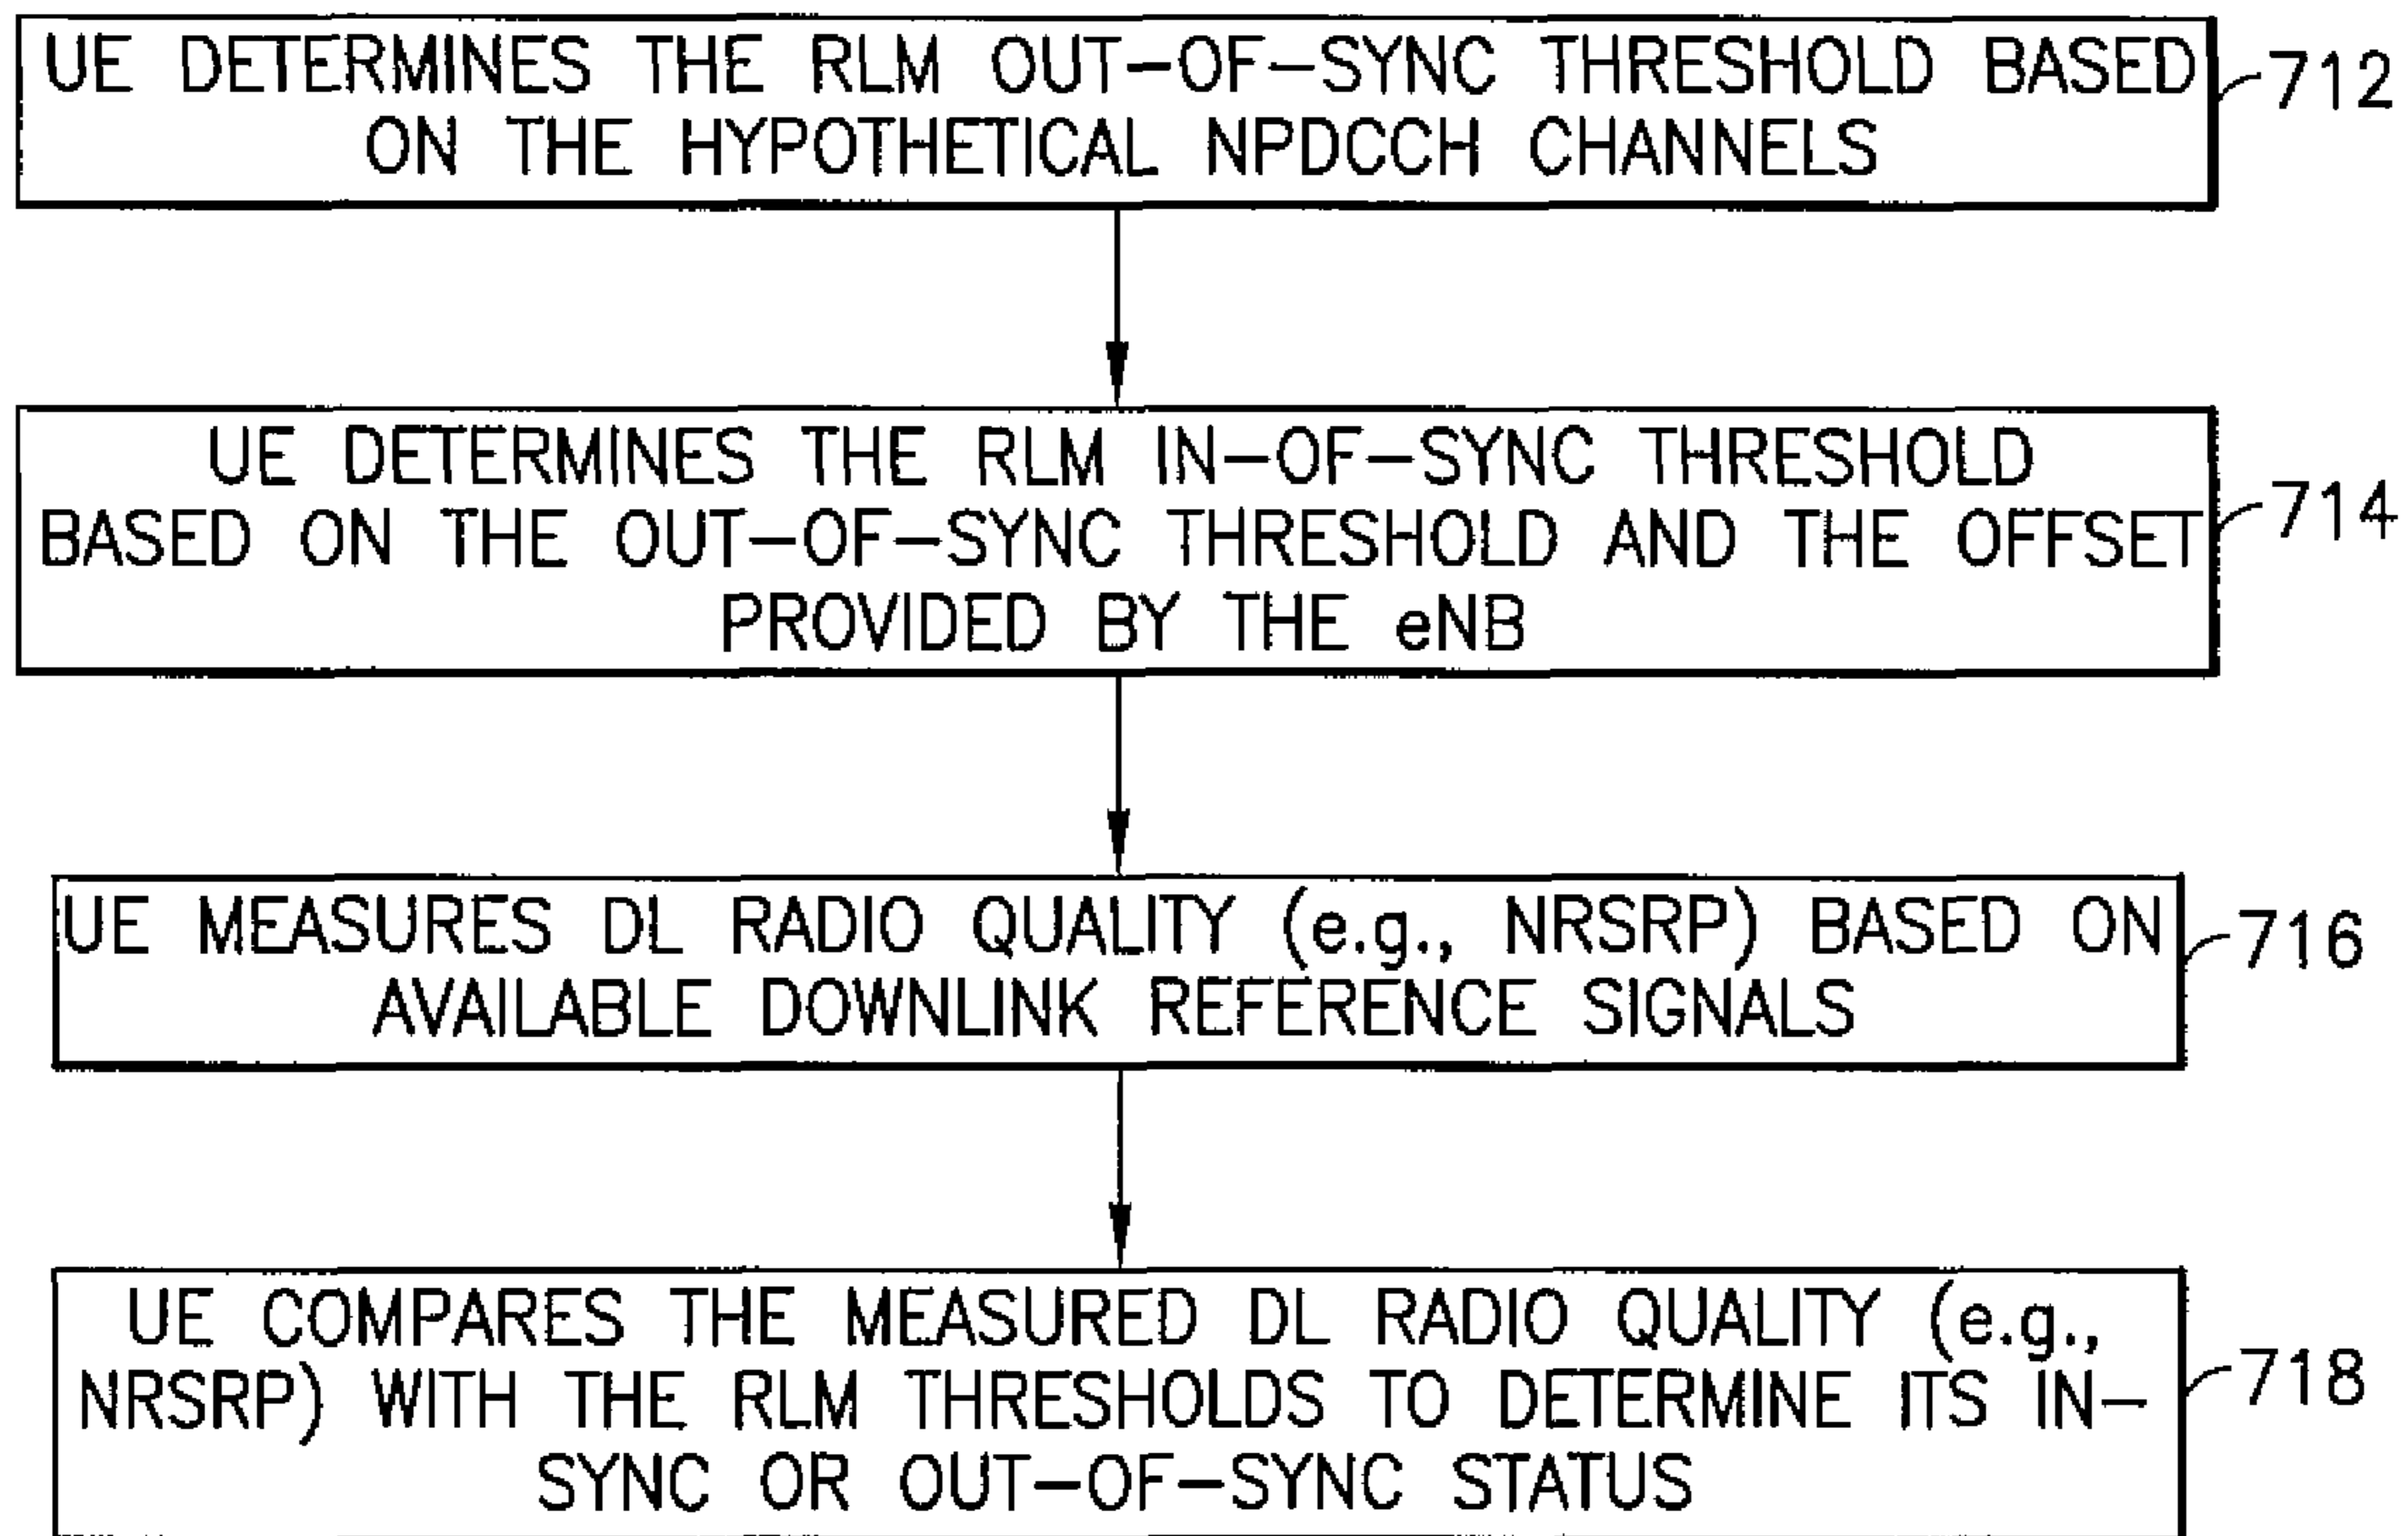 UE DETERMINES THE RLM OUT-OF-SYNC THRESHOLD BASED
ON THE HYPOTHETICAL NPDCCH CHANNELS
712
UE DETERMINES THE RLM IN-OF-SYNC THRESHOLD
BASED ON THE OUT-OF-SYNC THRESHOLD AND THE OFFSET
PROVIDED BY THE eNB
714
UE MEASURES DL RADIO QUALITY (e.g., NRSRP) BASED ON
AVAILABLE DOWNLINK REFERENCE SIGNALS
716
UE COMPARES THE MEASURED DL RADIO QUALITY (e.g.,
NRSRP) WITH THE RLM THRESHOLDS TO DETERMINE ITS IN-
SYNC OR OUT-OF-SYNC STATUS
718